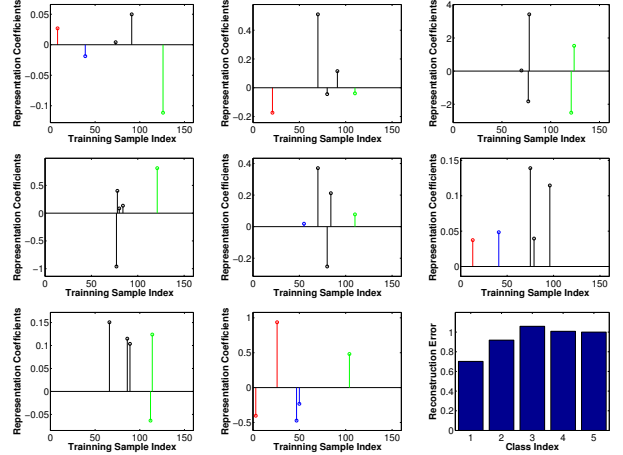 Representation Coefficients
0.05
0
−0.05
−0.1
0 50 100 150
Trainning Sample Index
Representation Coefficients
0.4
0.2
0
−0.2
0 50 100 150
Trainning Sample Index
Representation Coefficients
4
2
0
−2
0 50 100 150
Trainning Sample Index
Representation Coefficients
0.5
0
−0.5
−1
0 50 100 150
Trainning Sample Index
Representation Coefficients
0.4
0.2
0
−0.2
0 50 100 150
Trainning Sample Index
Representation Coefficients
0.15
0.1
0.05
0
0 50 100 150
Trainning Sample Index
Representation Coefficients
0.15
0.1
0.05
0
−0.05
0 50 100 150
Trainning Sample Index
Representation Coefficients
1
0.5
0
−0.5
0 50 100 150
Trainning Sample Index
Reconstruction Error
1
0.8
0.6
0.4
0.2
0
1 2 3 4 5
Class Index